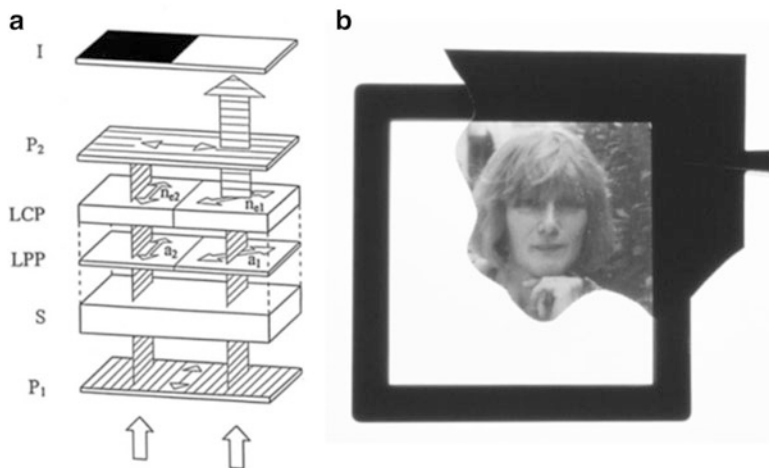 a
I
P₂
nₑ₂ nₑ₁
LCP
a₂ a₁
LPP
S
P₁
b